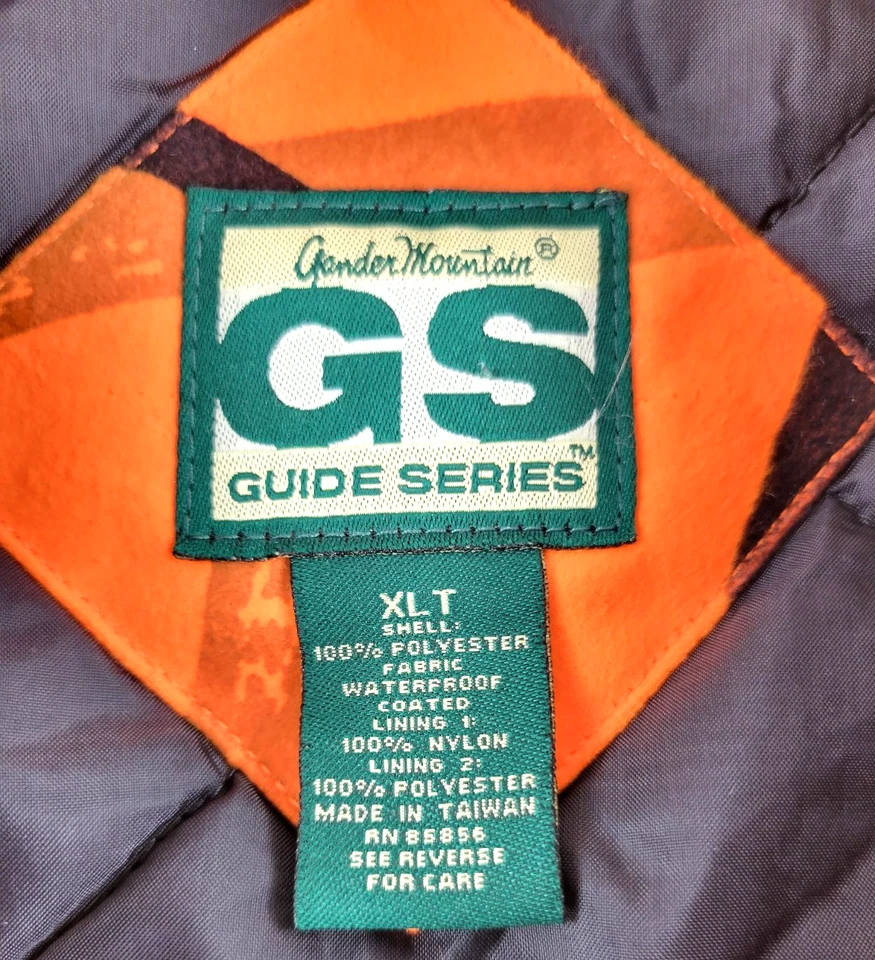 Gander Mountain®
GS
GUIDE SERIES™
XLT
SHELL:
100% POLYESTER
FABRIC
WATERPROOF
COATED
LINING 1:
100% NYLON
LINING 2:
100% POLYESTER
MADE IN TAIWAN
RN 85856
SEE REVERSE
FOR CARE